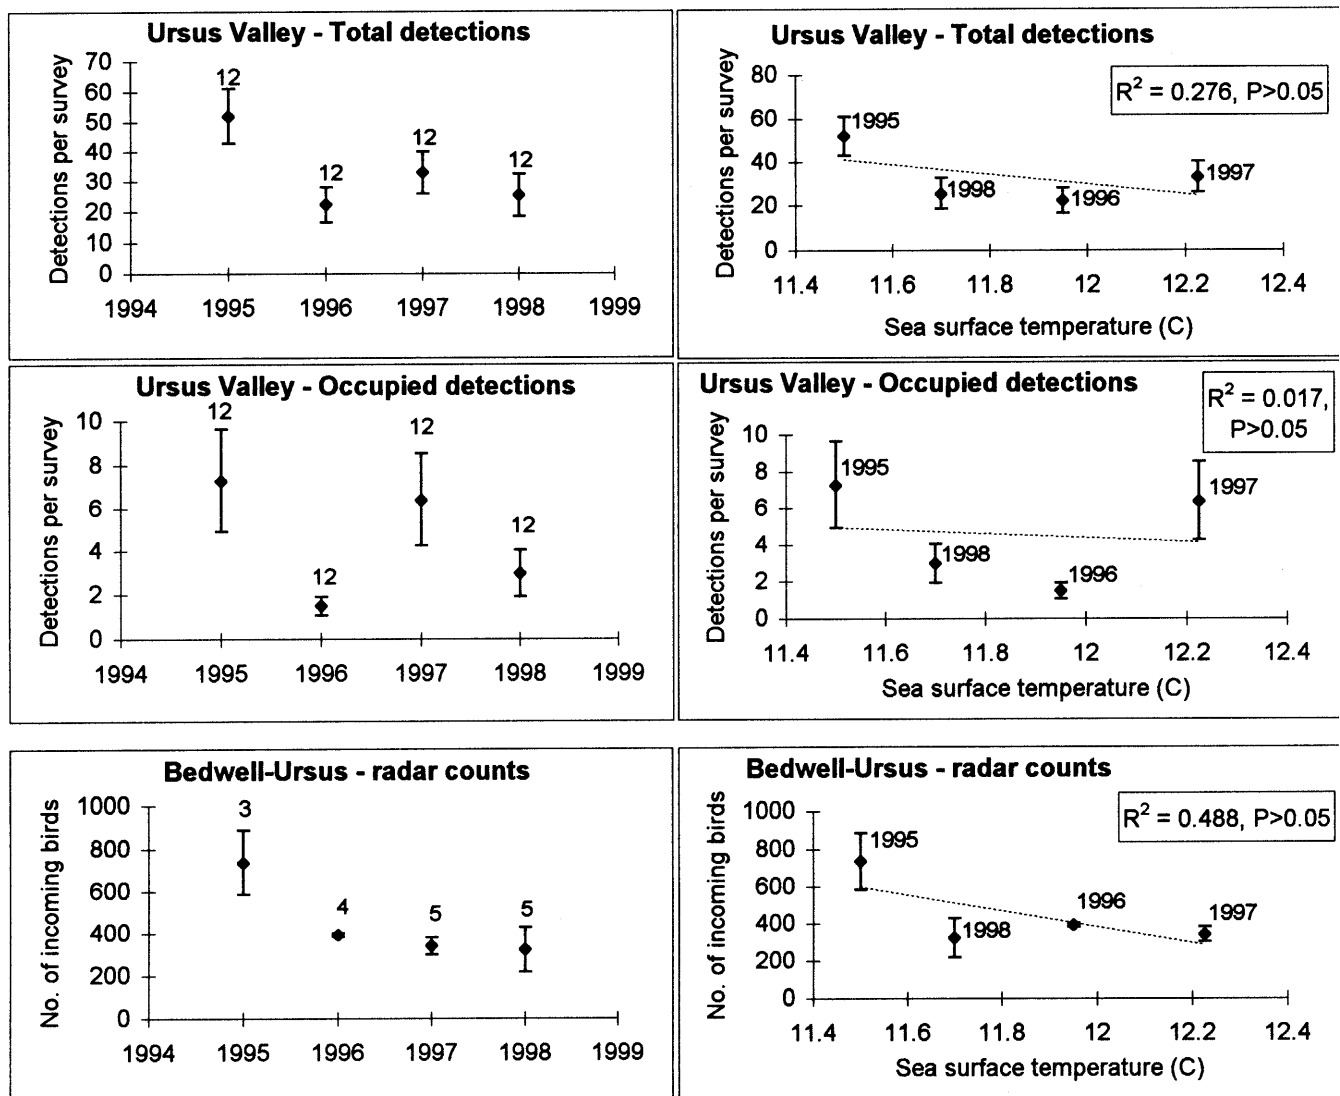 Ursus Valley - Total detections
Detections per survey
70
60
50
40
30
20
10
0
12
12
12
12
1994 1995 1996 1997 1998 1999
Ursus Valley - Total detections
R² = 0.276, P>0.05
Detections per survey
80
60
40
20
0
1995
1998
1996
1997
11.4 11.6 11.8 12 12.2 12.4
Sea surface temperature (C)
Ursus Valley - Occupied detections
Detections per survey
10
8
6
4
2
0
12
12
12
12
1994 1995 1996 1997 1998 1999
Ursus Valley - Occupied detections
R² = 0.017,
P>0.05
Detections per survey
10
8
6
4
2
0
1995
1998
1996
1997
11.4 11.6 11.8 12 12.2 12.4
Sea surface temperature (C)
Bedwell-Ursus - radar counts
No. of incoming birds
1000
800
600
400
200
0
3
4
5
5
1994 1995 1996 1997 1998 1999
Bedwell-Ursus - radar counts
R² = 0.488, P>0.05
No. of incoming birds
1000
800
600
400
200
0
1995
1998
1996
1997
11.4 11.6 11.8 12 12.2 12.4
Sea surface temperature (C)